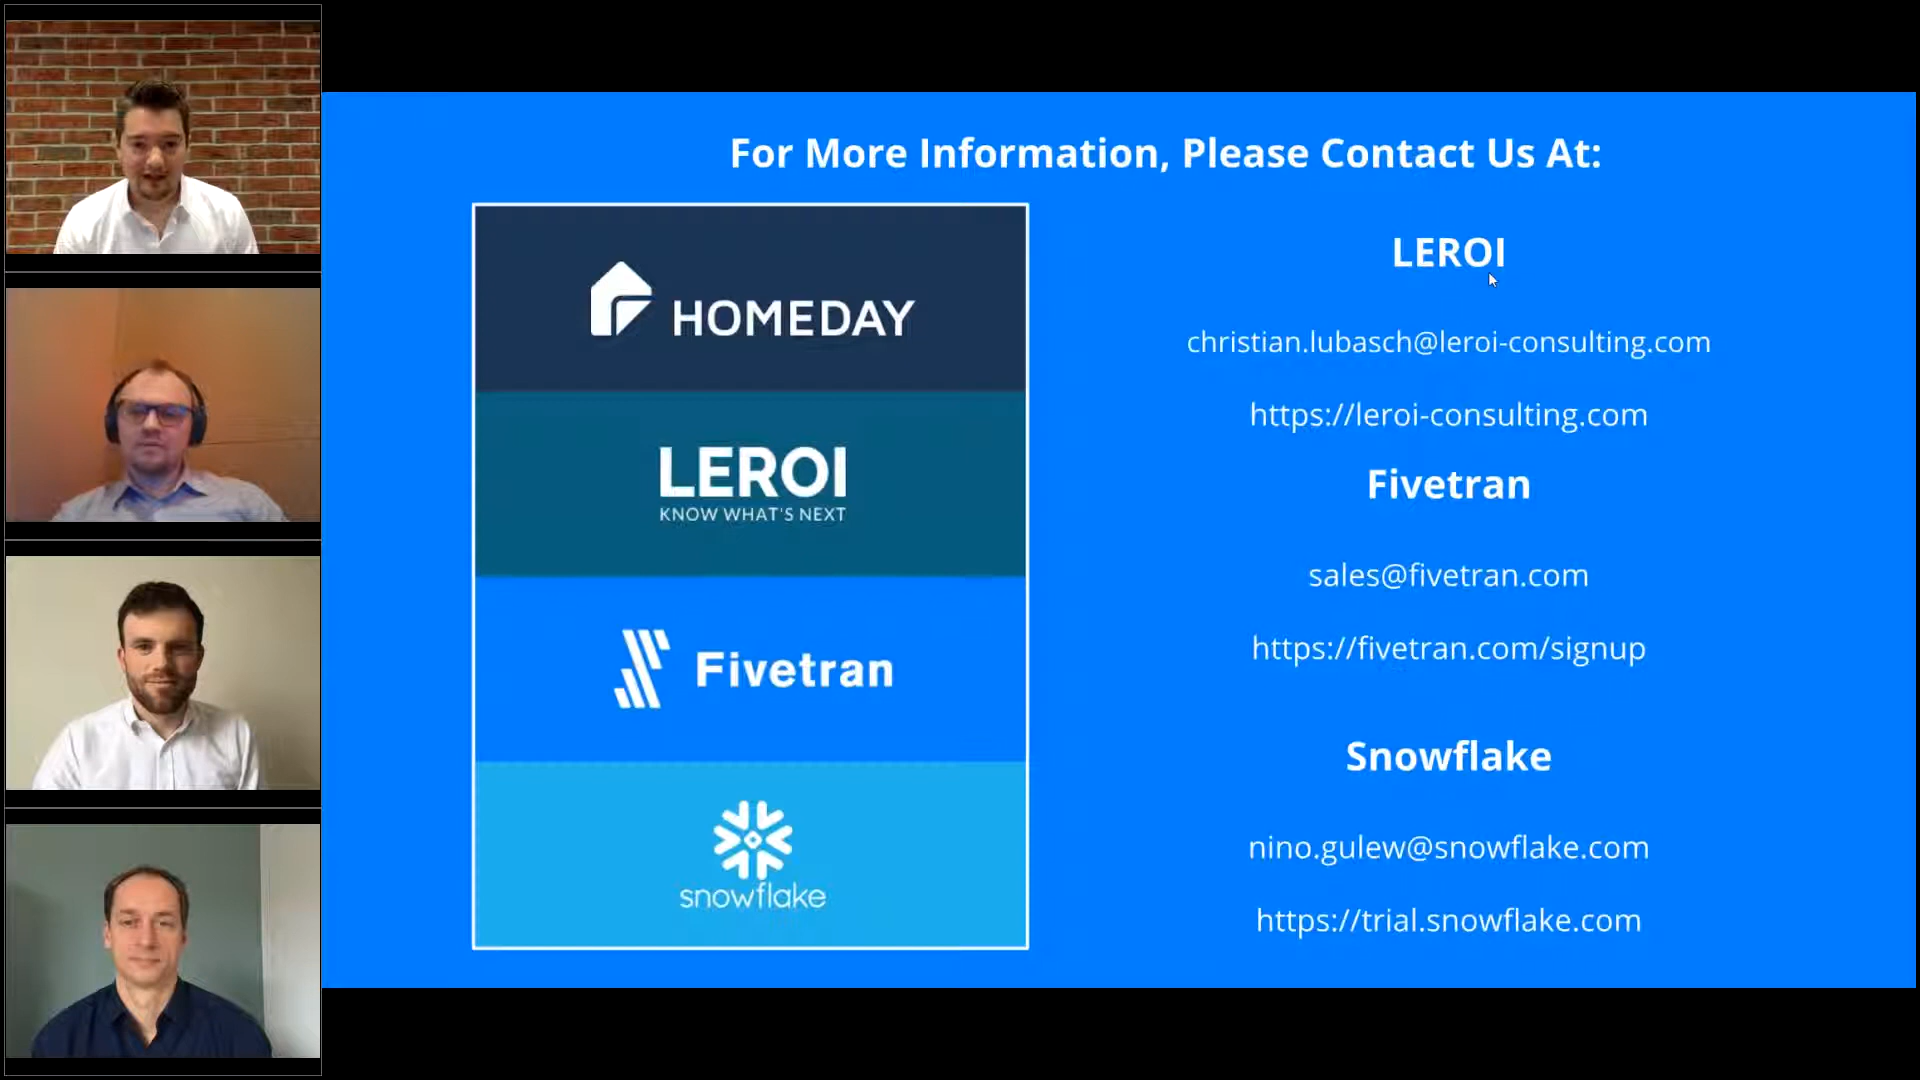 For More Information, Please Contact Us At:
HOMEDAY
LEROI
KNOW WHAT'S NEXT
Fivetran
snowflake
LEROI
christian.lubasch@leroi-consulting.com
https://leroi-consulting.com
Fivetran
sales@fivetran.com
https://fivetran.com/signup
Snowflake
nino.gulew@snowflake.com
https://trial.snowflake.com